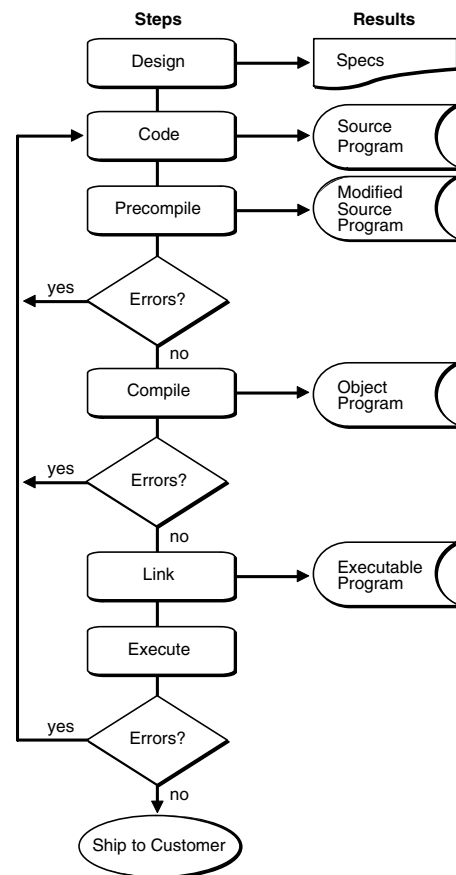 Steps
Results
Design
Specs
Code
Source
Program
Precompile
Modified
Source
Program
Errors?
yes
no
Compile
Object
Program
Errors?
yes
no
Link
Executable
Program
Execute
Errors?
yes
no
Ship to Customer